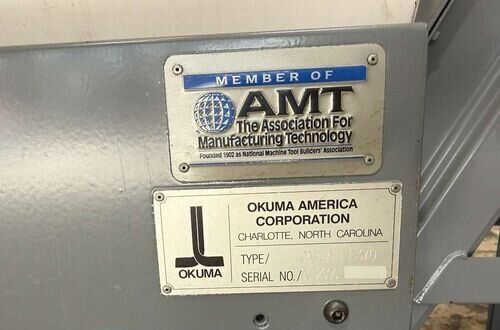 MEMBER OF
AMT
The Association For
Manufacturing Technology
Founded 1902 as National Machine Tool Builders' Association
OKUMA
OKUMA AMERICA
CORPORATION
CHARLOTTE, NORTH CAROLINA
TYPE/
SERIAL NO./